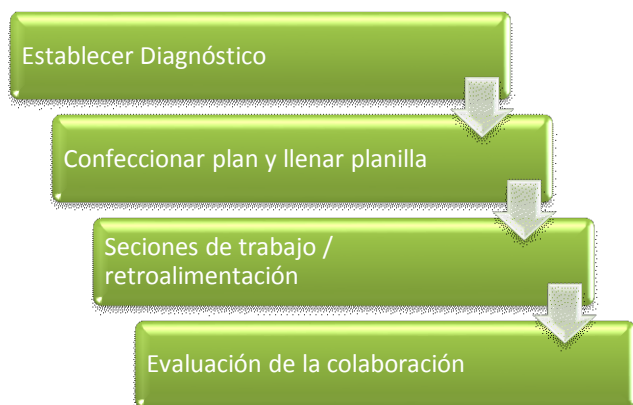 Establecer Diagnóstico
Confeccionar plan y llenar planilla
Seciones de trabajo /
retroalimentación
Evaluación de la colaboración